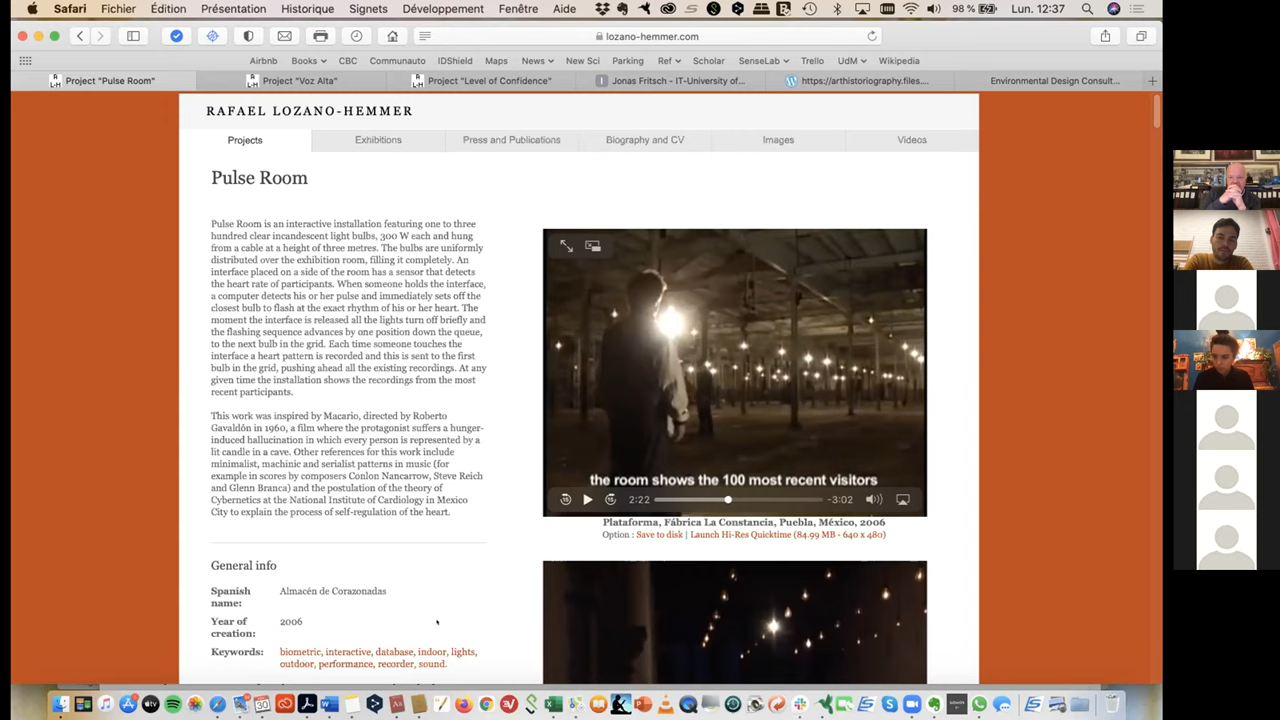 Safari Fichier Édition Présentation Historique Signets Développement Fenêtre Aide 98 % Lun. 12:37
lozano-hemmer.com
Airbnb Books CBC Communauto IDShield Maps News New Sci Parking Ref Scholar SenseLab Trello UdM Wikipedia
Project "Pulse Room" Project "Voz Alta" Project "Level of Confidence" Jonas Fritsch - IT-University of... https://arthistoriography.files.... Environmental Design Consult...
RAFAEL LOZANO-HEMMER
Projects Exhibitions Press and Publications Biography and CV Images Videos
Pulse Room
Pulse Room is an interactive installation featuring one to three
hundred clear incandescent light bulbs, 300 W each and hung
from a cable at a height of three metres. The bulbs are uniformly
distributed over the exhibition room, filling it completely. An
interface placed on a side of the room has a sensor that detects
the heart rate of participants. When someone holds the interface,
a computer detects his or her pulse and immediately sets off the
closest bulb to flash at the exact rhythm of his or her heart. The
moment the interface is released all the lights turn off briefly and
the flashing sequence advances by one position down the queue,
to the next bulb in the grid. Each time someone touches the
interface a heart pattern is recorded and this is sent to the first
bulb in the grid, pushing ahead all the existing recordings. At any
given time the installation shows the recordings from the most
recent participants.
This work was inspired by Macario, directed by Roberto
Gavaldón in 1960, a film where the protagonist suffers a hunger-
induced hallucination in which every person is represented by a
lit candle in a cave. Other references for this work include
minimalist, machinic and serialist patterns in music (for
example in scores by composers Conlon Nancarrow, Steve Reich
and Glenn Branca) and the postulation of the theory of
Cybernetics at the National Institute of Cardiology in Mexico
City to explain the process of self-regulation of the heart.
the room shows the 100 most recent visitors
2:22 -3:02
Plataforma, Fábrica La Constancia, Puebla, México, 2006
Option : Save to disk | Launch Hi-Res Quicktime (84.99 MB - 640 x 480)
General info
Spanish name: Almacén de Corazonadas
Year of creation: 2006
Keywords: biometric, interactive, database, indoor, lights,
outdoor, performance, recorder, sound.